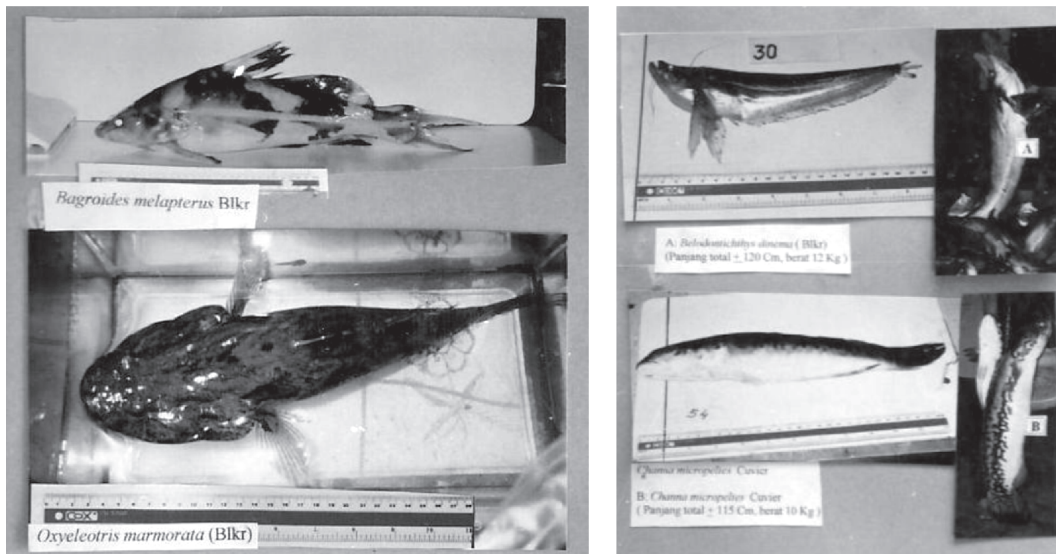 Bagroides melapterus Blkr
Oxyeleotris marmorata (Blkr)
30
A
A: Belodontichthys dinema ( Blkr)
(Panjang total ± 120 Cm, berat 12 Kg )
54
B
Channa micropeltes Cuvier
B: Channa micropeltes Cuvier
( Panjang total ± 115 Cm, berat 10 Kg )